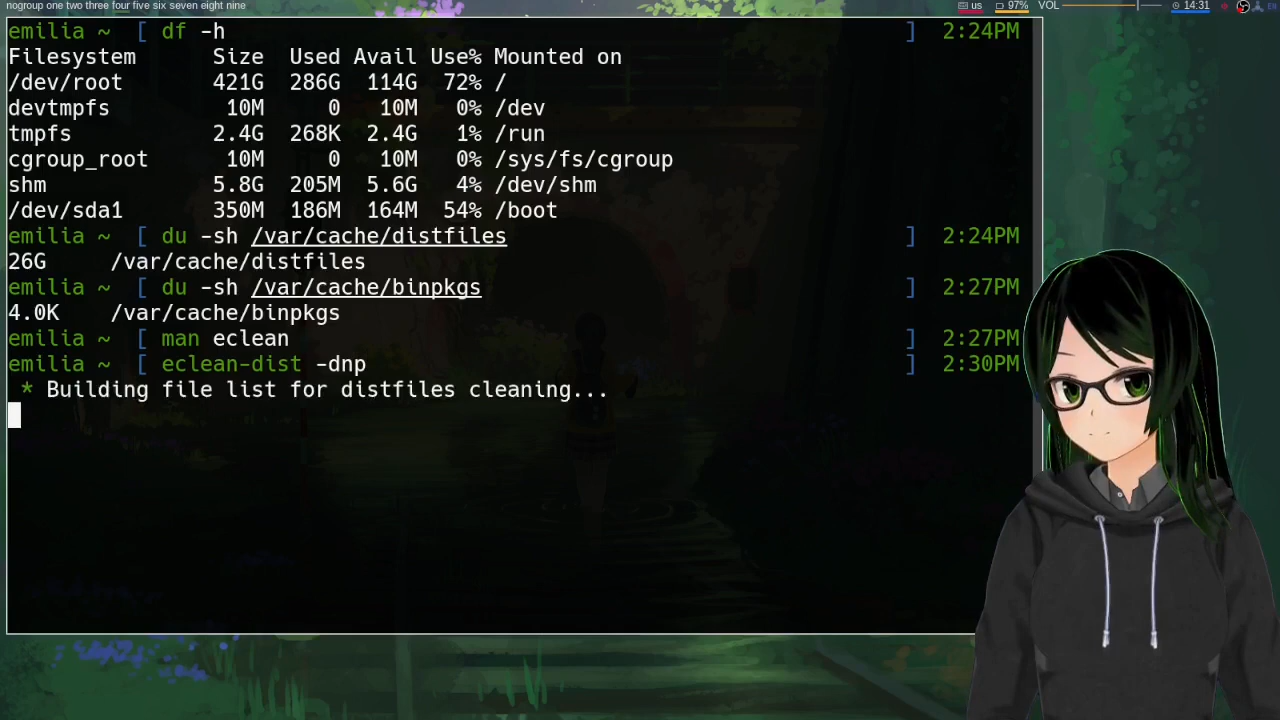 nogroup one two three four five six seven eight nine
us 97% VOL 14:31
emilia ~ [ df -h ] 2:24PM
Filesystem Size Used Avail Use% Mounted on
/dev/root 421G 286G 114G 72% /
devtmpfs 10M 0 10M 0% /dev
tmpfs 2.4G 268K 2.4G 1% /run
cgroup_root 10M 0 10M 0% /sys/fs/cgroup
shm 5.8G 205M 5.6G 4% /dev/shm
/dev/sda1 350M 186M 164M 54% /boot
emilia ~ [ du -sh /var/cache/distfiles ] 2:24PM
26G /var/cache/distfiles
emilia ~ [ du -sh /var/cache/binpkgs ] 2:27PM
4.0K /var/cache/binpkgs
emilia ~ [ man eclean ] 2:27PM
emilia ~ [ eclean-dist -dnp ] 2:30PM
* Building file list for distfiles cleaning...